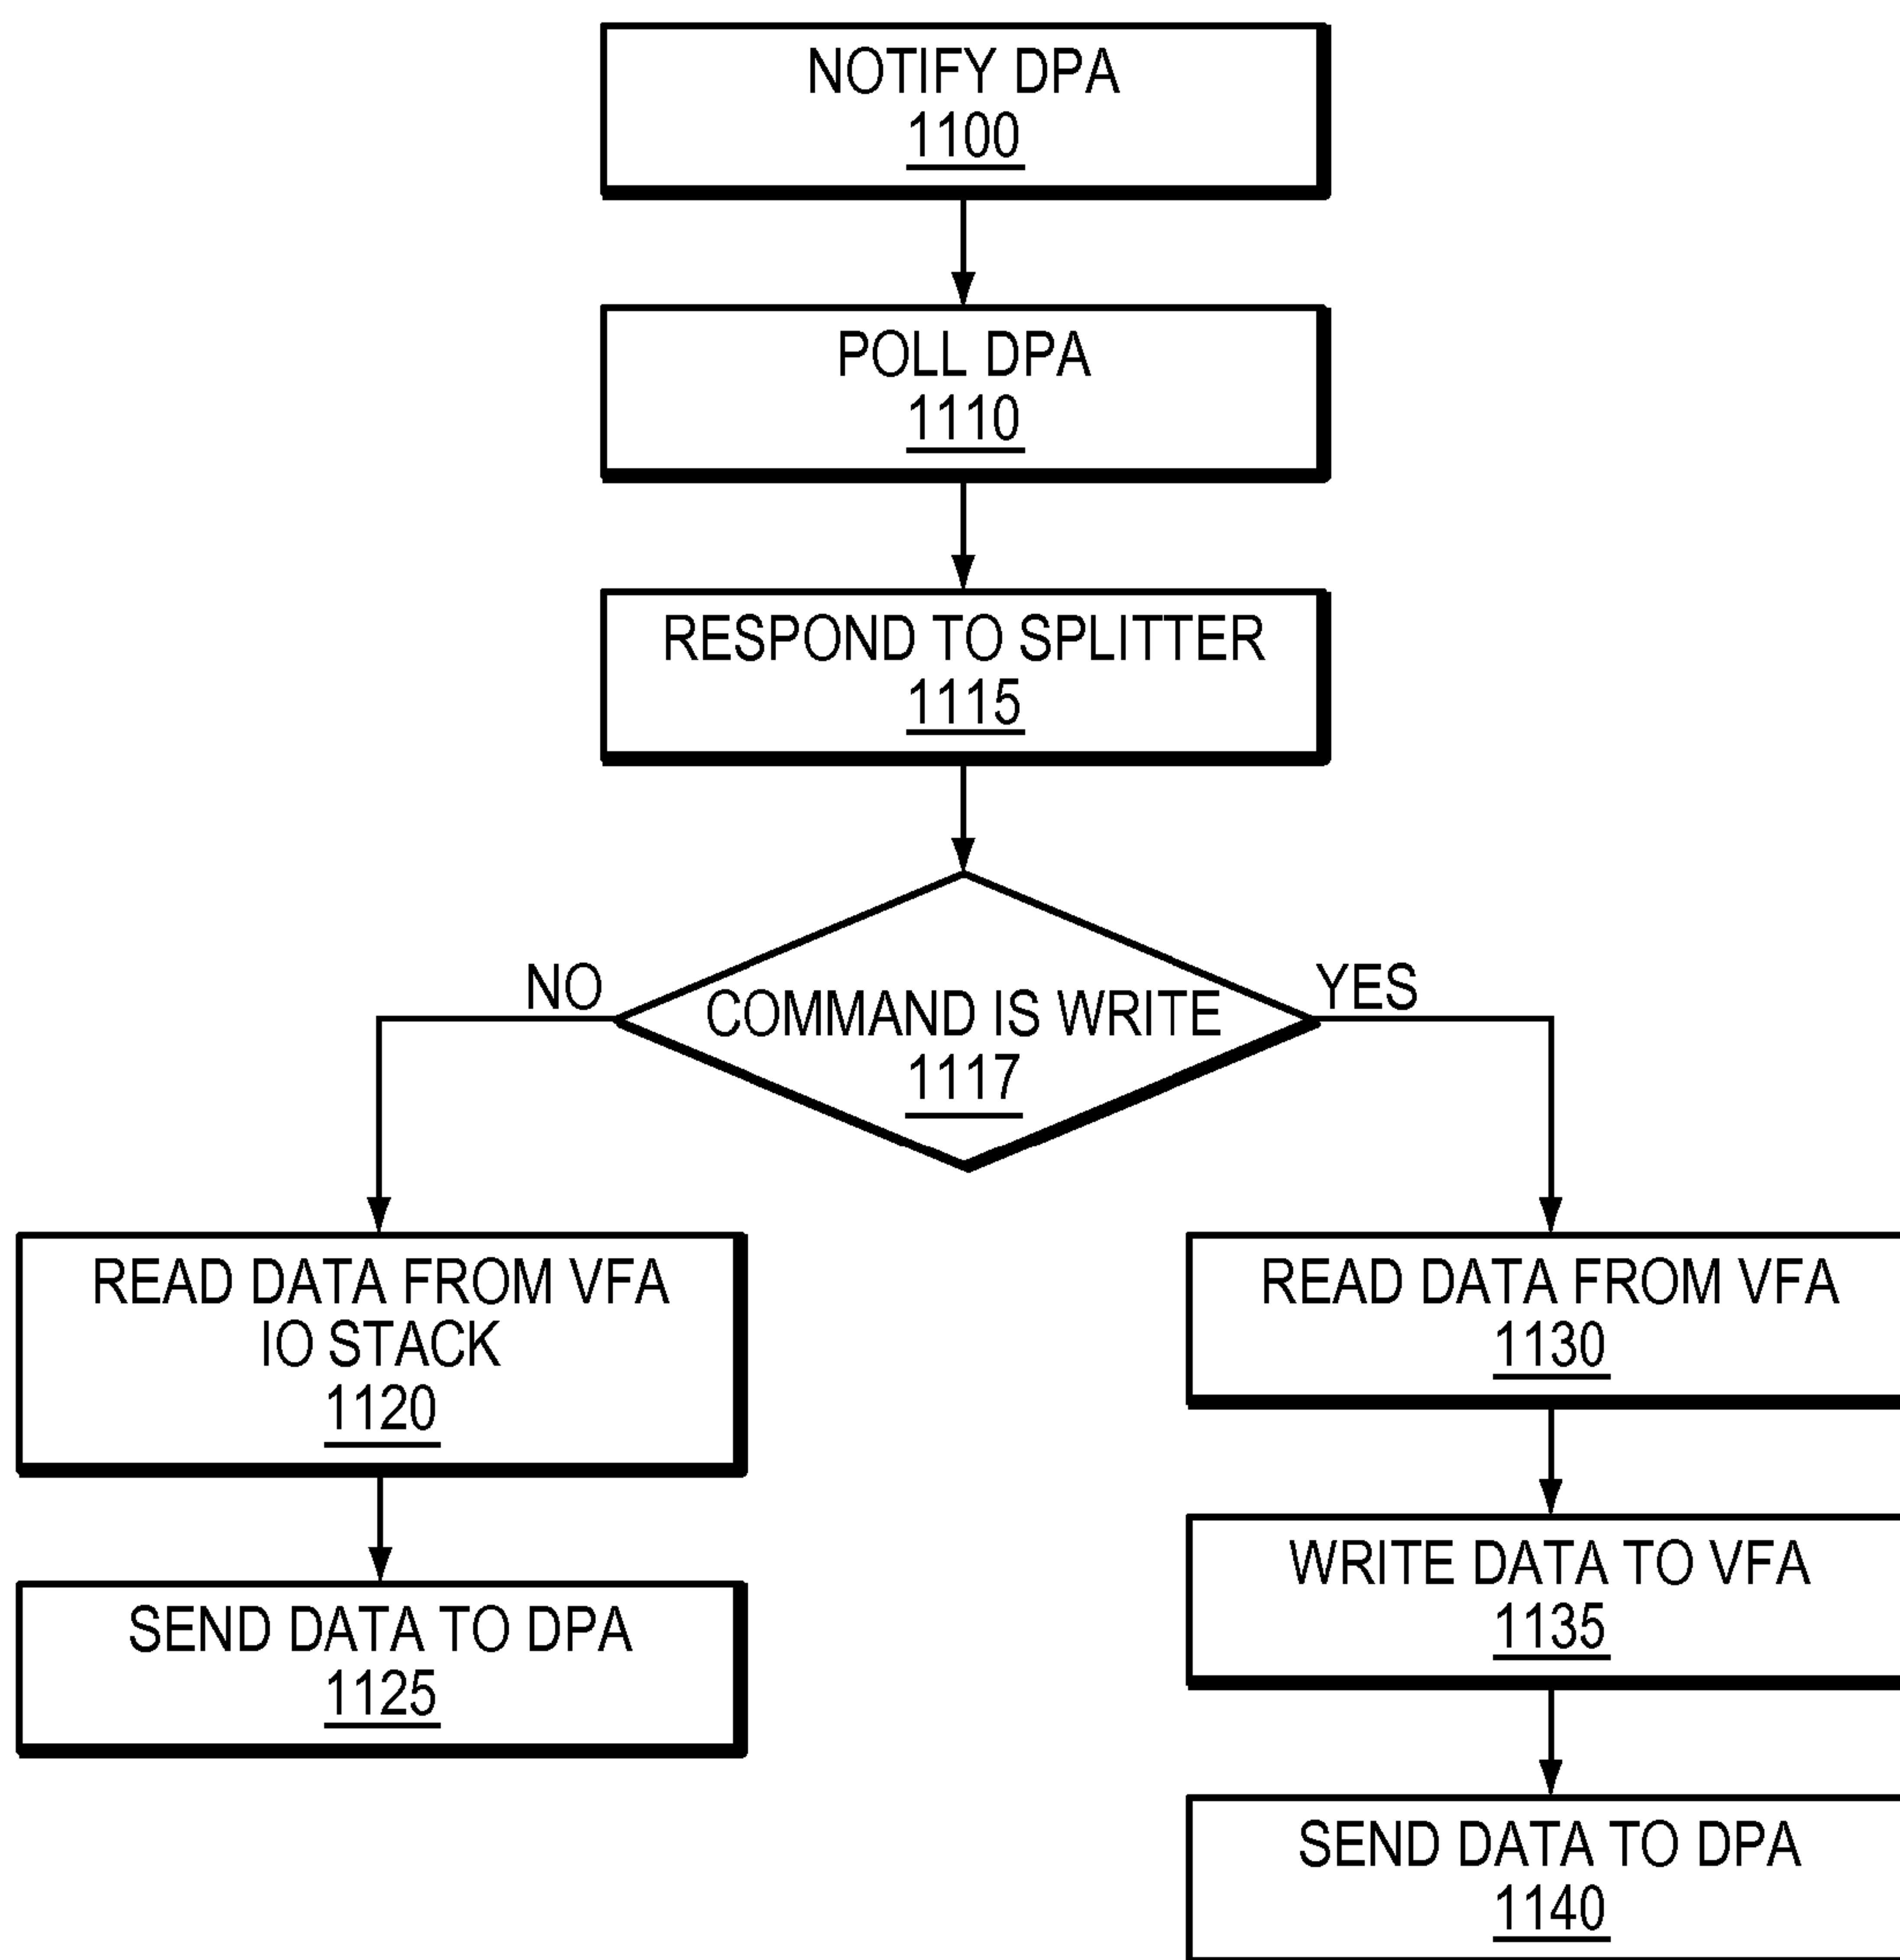 NOTIFY DPA
1100
POLL DPA
1110
RESPOND TO SPLITTER
1115
NO
YES
COMMAND IS WRITE
1117
READ DATA FROM VFA
IO STACK
1120
SEND DATA TO DPA
1125
READ DATA FROM VFA
1130
WRITE DATA TO VFA
1135
SEND DATA TO DPA
1140